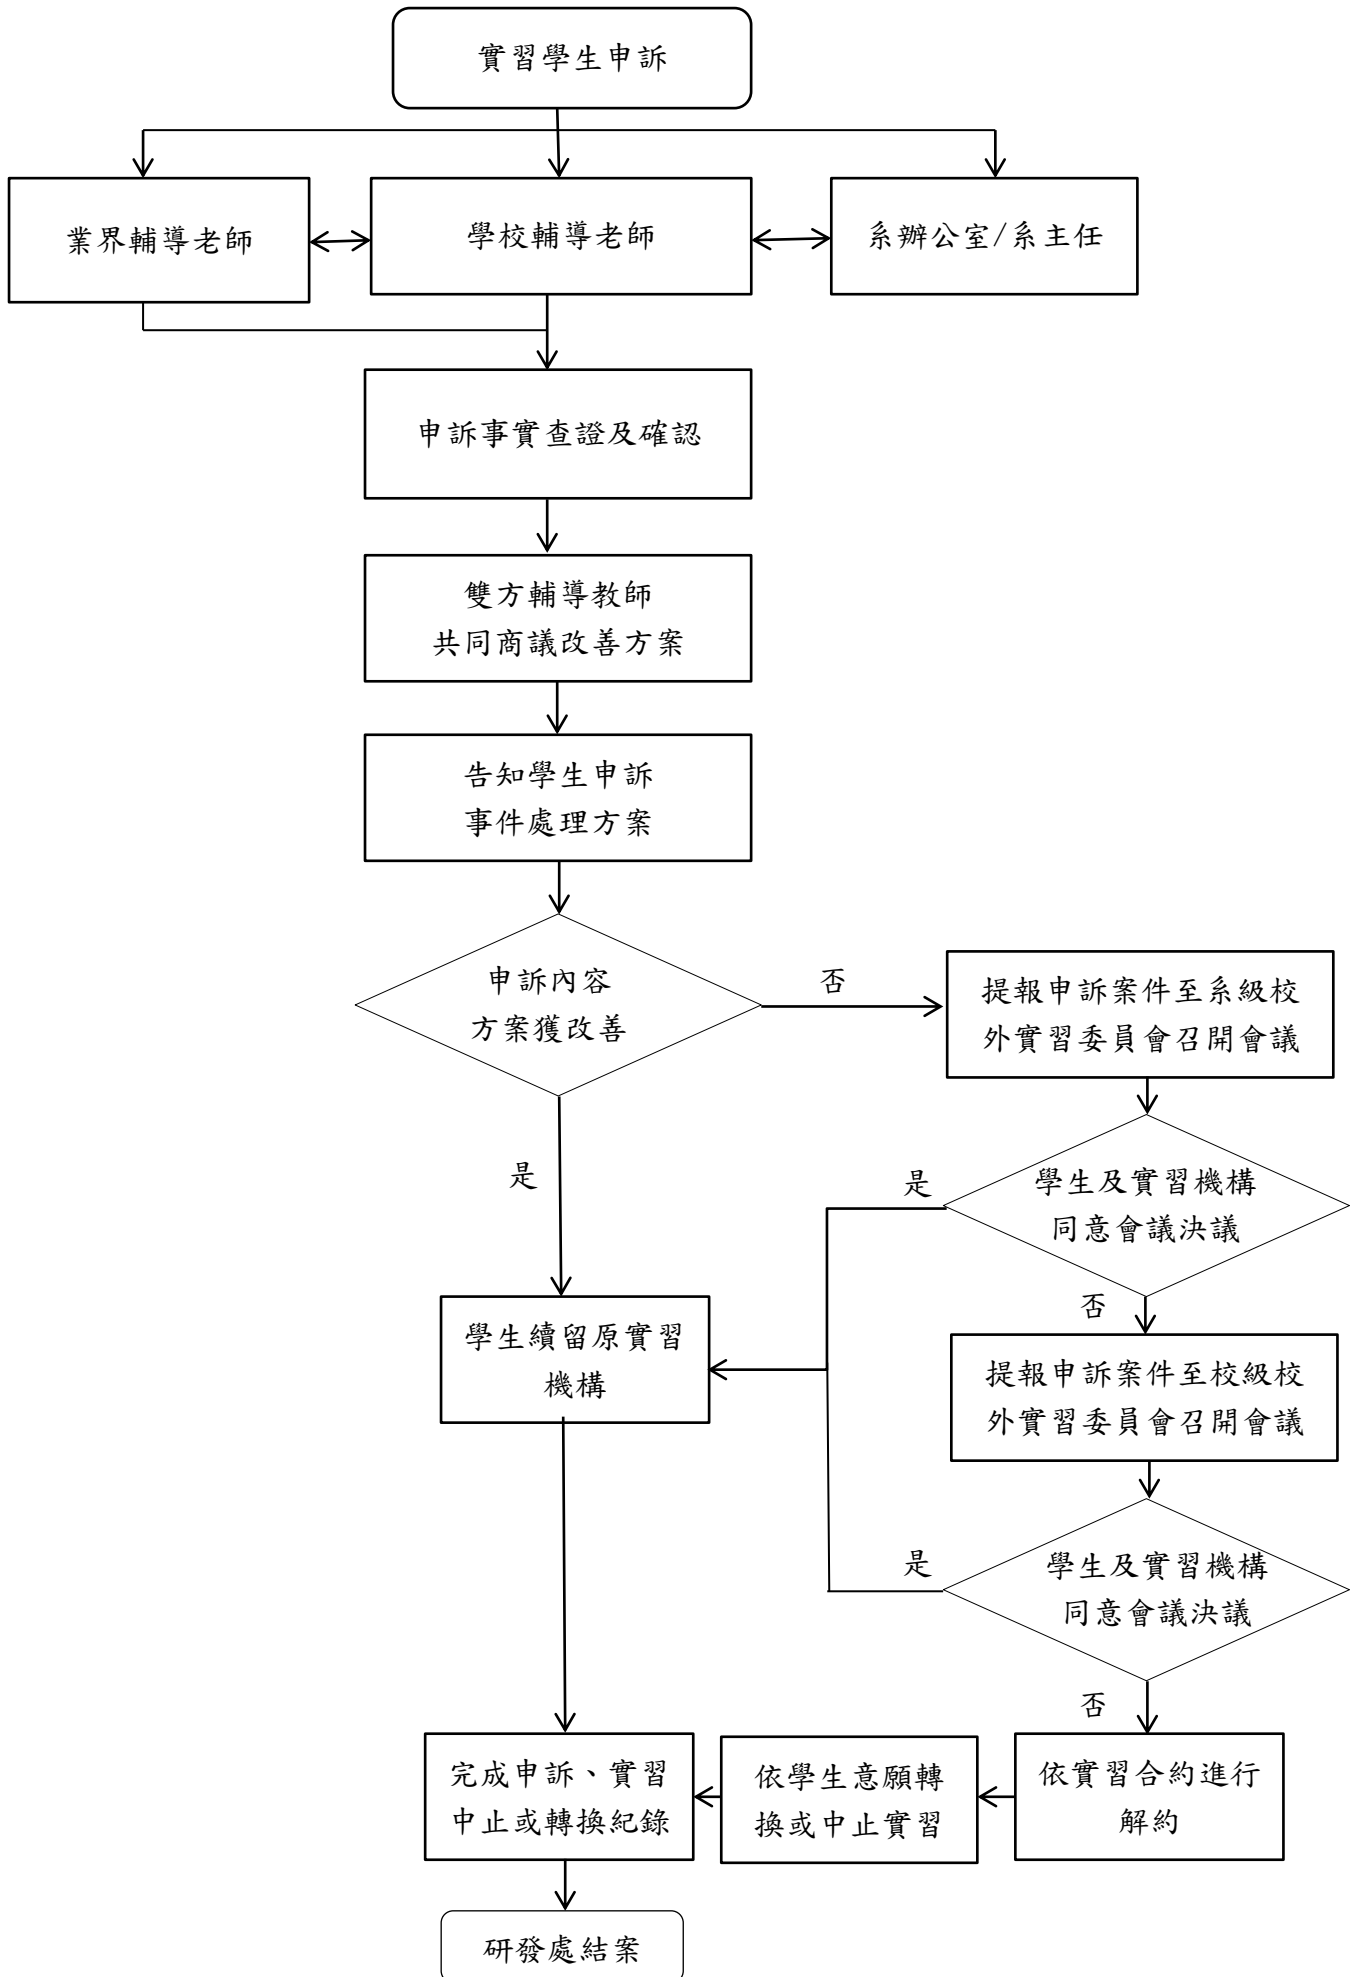 實習學生申訴
業界輔導老師
學校輔導老師
系辦公室/系主任
申訴事實查證及確認
雙方輔導教師
共同商議改善方案
告知學生申訴
事件處理方案
申訴內容
方案獲改善
否
提報申訴案件至系級校
外實習委員會召開會議
是
是
學生及實習機構
同意會議決議
否
學生續留原實習
機構
提報申訴案件至校級校
外實習委員會召開會議
是
學生及實習機構
同意會議決議
否
完成申訴、實習
中止或轉換紀錄
依學生意願轉
換或中止實習
依實習合約進行
解約
研發處結案